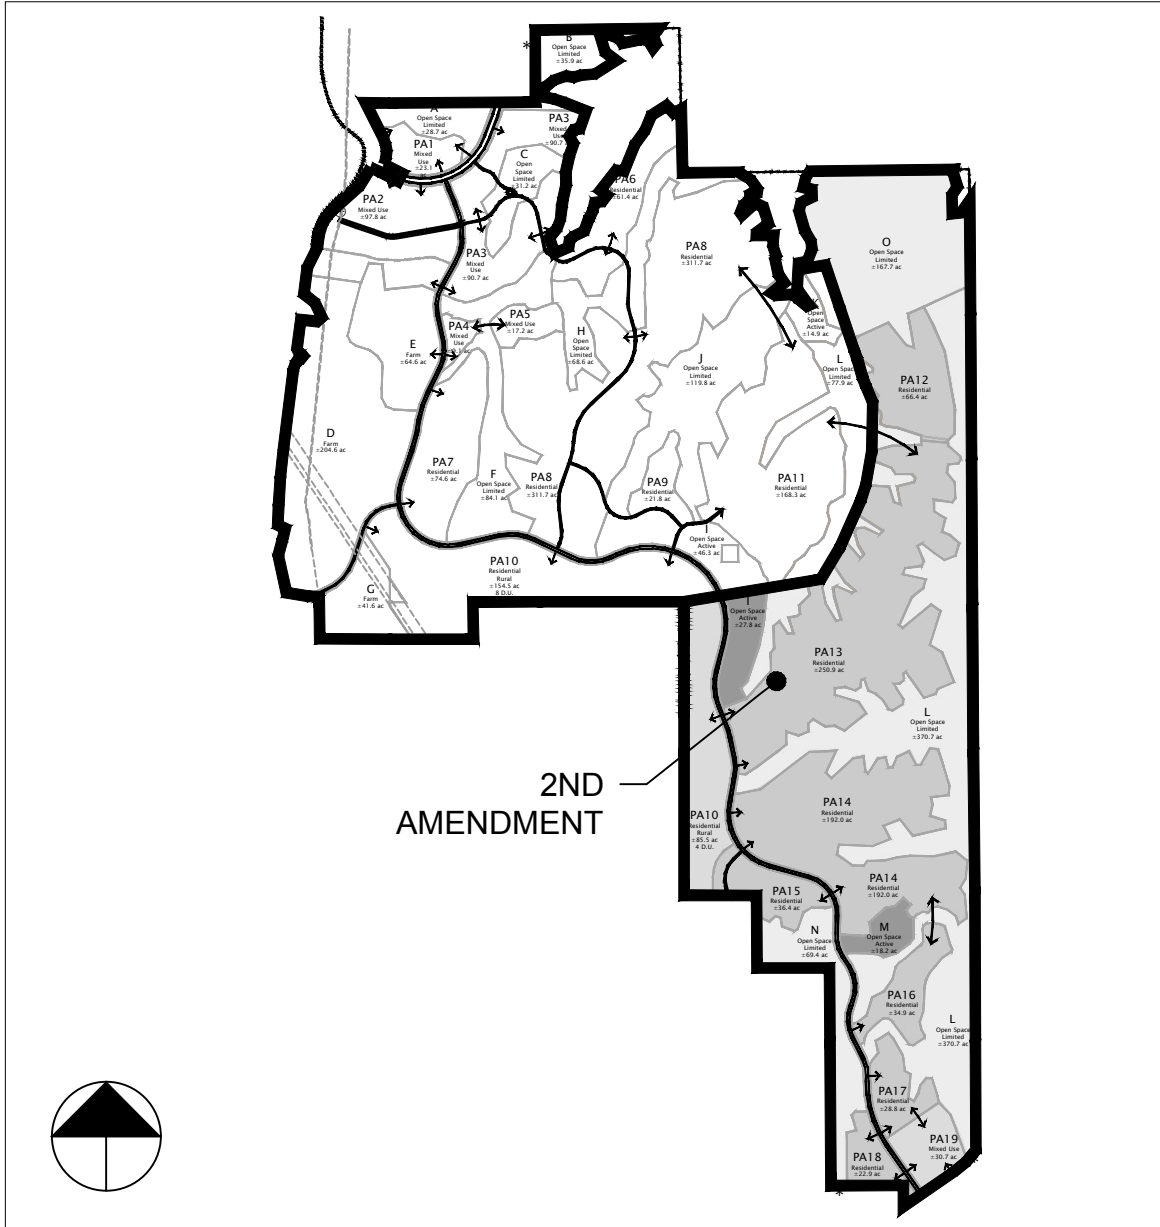 B
Open Space
Limited
±35.9 ac
A
Open Space
Limited
±28.7 ac
PA3
Mixed
Use
±90.7
PA1
Mixed
Use
±23.1
C
Open
Space
Limited
±31.2 ac
PA6
Residential
±61.4 ac
PA2
Mixed Use
±97.8 ac
PA3
Mixed
Use
±90.7 ac
PA8
Residential
±311.7 ac
O
Open Space
Limited
±167.7 ac
K
Open
Space
Active
±14.9 ac
PA4
Mixed
Use
PA5
Mixed Use
±17.2 ac
H
Open
Space
Limited
±68.6 ac
E
Farm
±64.6 ac
J
Open Space
Limited
±119.8 ac
L
Open Spac
Limited
±77.9 ac
PA12
Residential
±66.4 ac
D
Farm
±204.6 ac
PA7
Residential
±74.6 ac
F
Open Space
Limited
±84.1 ac
PA8
Residential
±311.7 ac
PA9
Residential
±21.8 ac
PA11
Residential
±168.3 ac
I
Open Space
Active
±46.3 ac
PA10
Residential
Rural
±154.5 ac
8 D.U.
G
Farm
±41.6 ac
I
Open Space
Active
±27.8 ac
PA13
Residential
±250.9 ac
L
Open Space
Limited
±370.7 ac
2ND
AMENDMENT
PA14
Residential
±192.0 ac
PA10
Residential
Rural
±85.5 ac
4 D.U.
PA15
Residential
±36.4 ac
PA14
Residential
±192.0 ac
N
Open Space
Limited
±69.4 ac
M
Open Space
Active
±18.2 ac
PA16
Residential
±34.9 ac
L
Open Space
Limited
±370.7 ac
PA17
Residential
±28.8 ac
PA19
Mixed Use
±30.7 ac
PA18
Residential
±22.9 ac